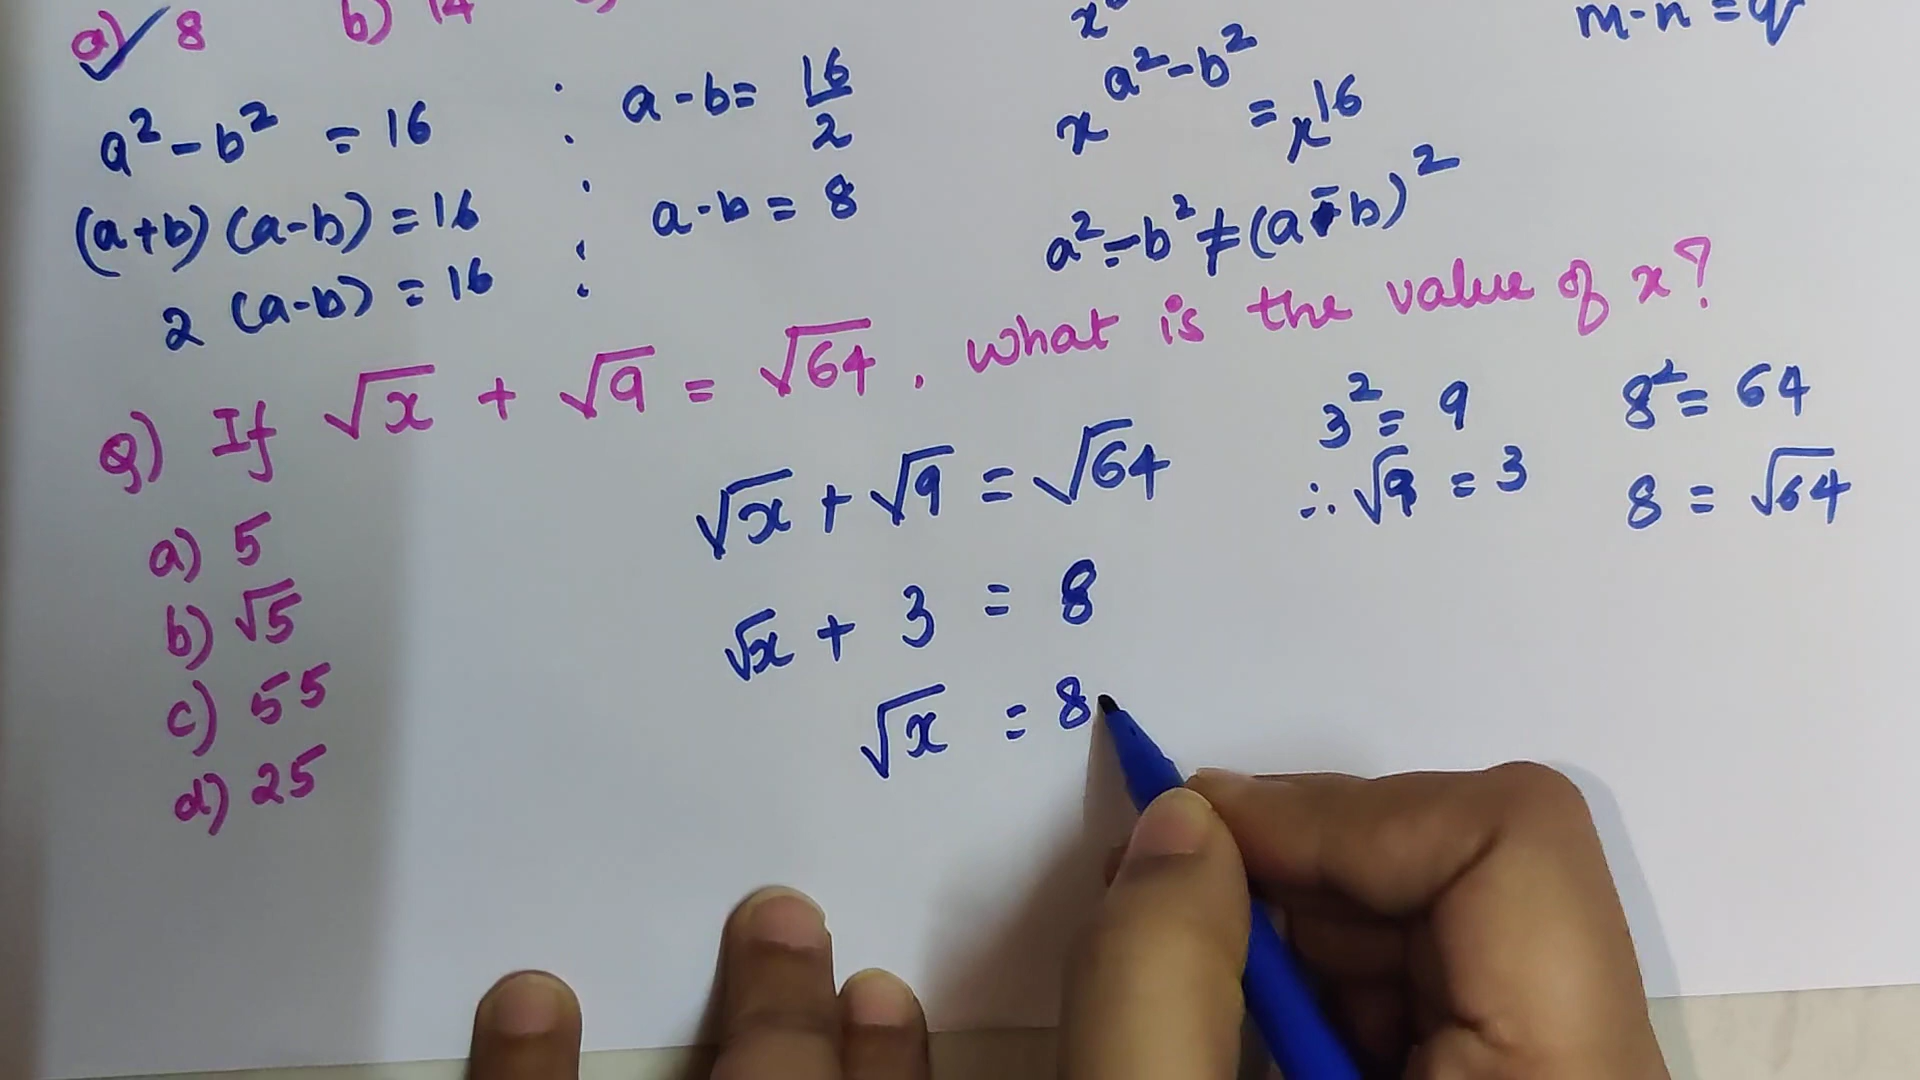 a) 8 b) 14
x
m-n = q
a² - b² = 16
a - b = 16/2
x^(a² - b²) = x^16
(a+b) (a-b) = 16
a - b = 8
a² - b² ≠ (a - b)²
2 (a-b) = 16
Q) If √x + √9 = √64, what is the value of x?
a) 5
b) √5
c) 55
d) 25
√x + √9 = √64
√x + 3 = 8
√x = 8
3² = 9
∴ √9 = 3
8² = 64
8 = √64